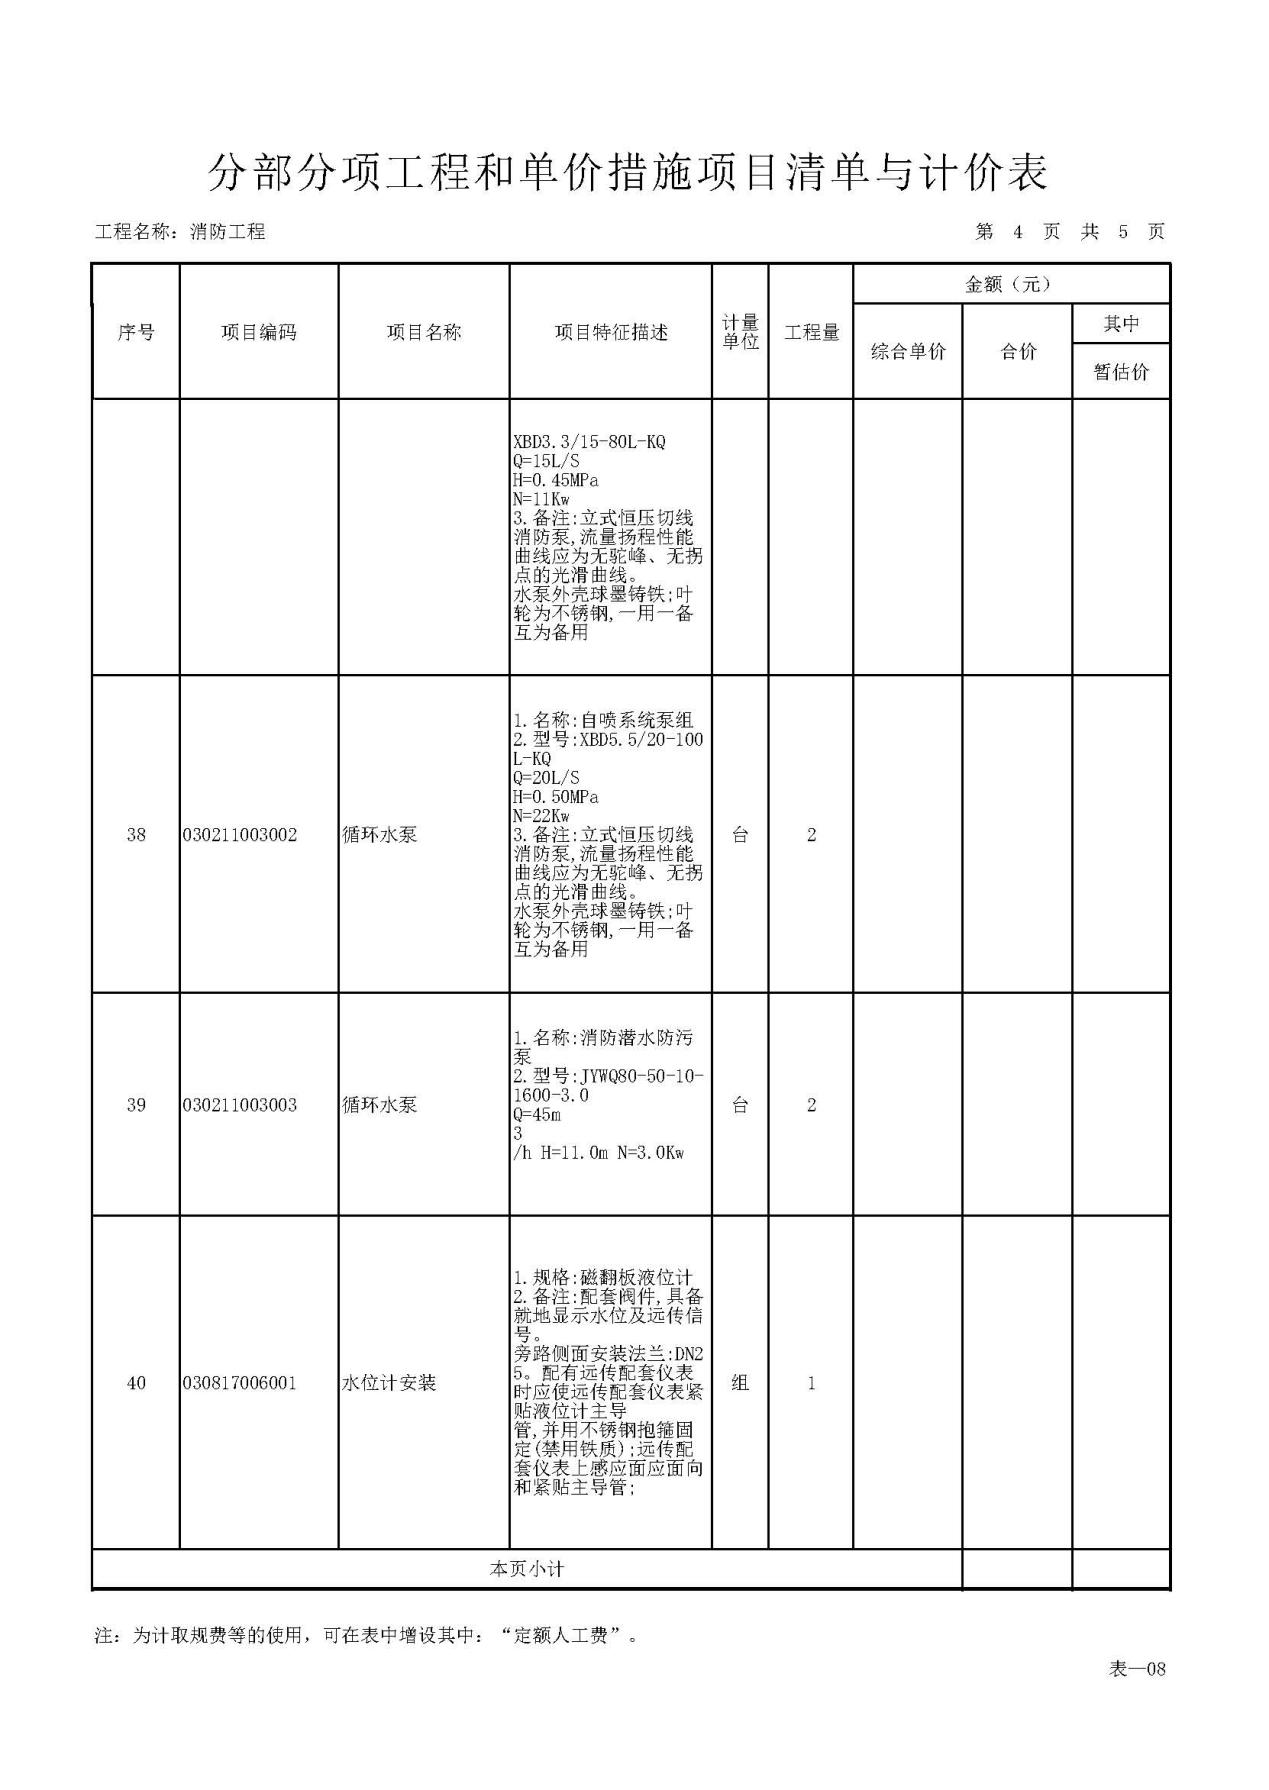 分部分项工程和单价措施项目清单与计价表
工程名称：消防工程
第 4 页 共 5 页
序号
项目编码
项目名称
项目特征描述
计量
单位
工程量
金额（元）
综合单价
合价
其中
暂估价
XBD3.3/15-80L-KQ
Q=15L/S
H=0.45MPa
N=11Kw
3.备注:立式恒压切线
消防泵,流量扬程性能
曲线应为无驼峰、无拐
点的光滑曲线。
水泵外壳球墨铸铁;叶
轮为不锈钢,一用一备
互为备用
38
030211003002
循环水泵
1.名称:自喷系统泵组
2.型号:XBD5.5/20-100
L-KQ
Q=20L/S
H=0.50MPa
N=22Kw
3.备注:立式恒压切线
消防泵,流量扬程性能
曲线应为无驼峰、无拐
点的光滑曲线。
水泵外壳球墨铸铁;叶
轮为不锈钢,一用一备
互为备用
台
2
39
030211003003
循环水泵
1.名称:消防潜水防污
泵
2.型号:JYWQ80-50-10-
1600-3.0
Q=45m
3
/h H=11.0m N=3.0Kw
台
2
40
030817006001
水位计安装
1.规格:磁翻板液位计
2.备注:配套阀件,具备
就地显示水位及远传信
号。
旁路侧面安装法兰:DN2
5。配有远传配套仪表
时应使远传配套仪表紧
贴液位计主导
管,并用不锈钢抱箍固
定(禁用铁质);远传配
套仪表上感应面应面向
和紧贴主导管;
组
1
本页小计
注：为计取规费等的使用，可在表中增设其中：“定额人工费”。
表—08